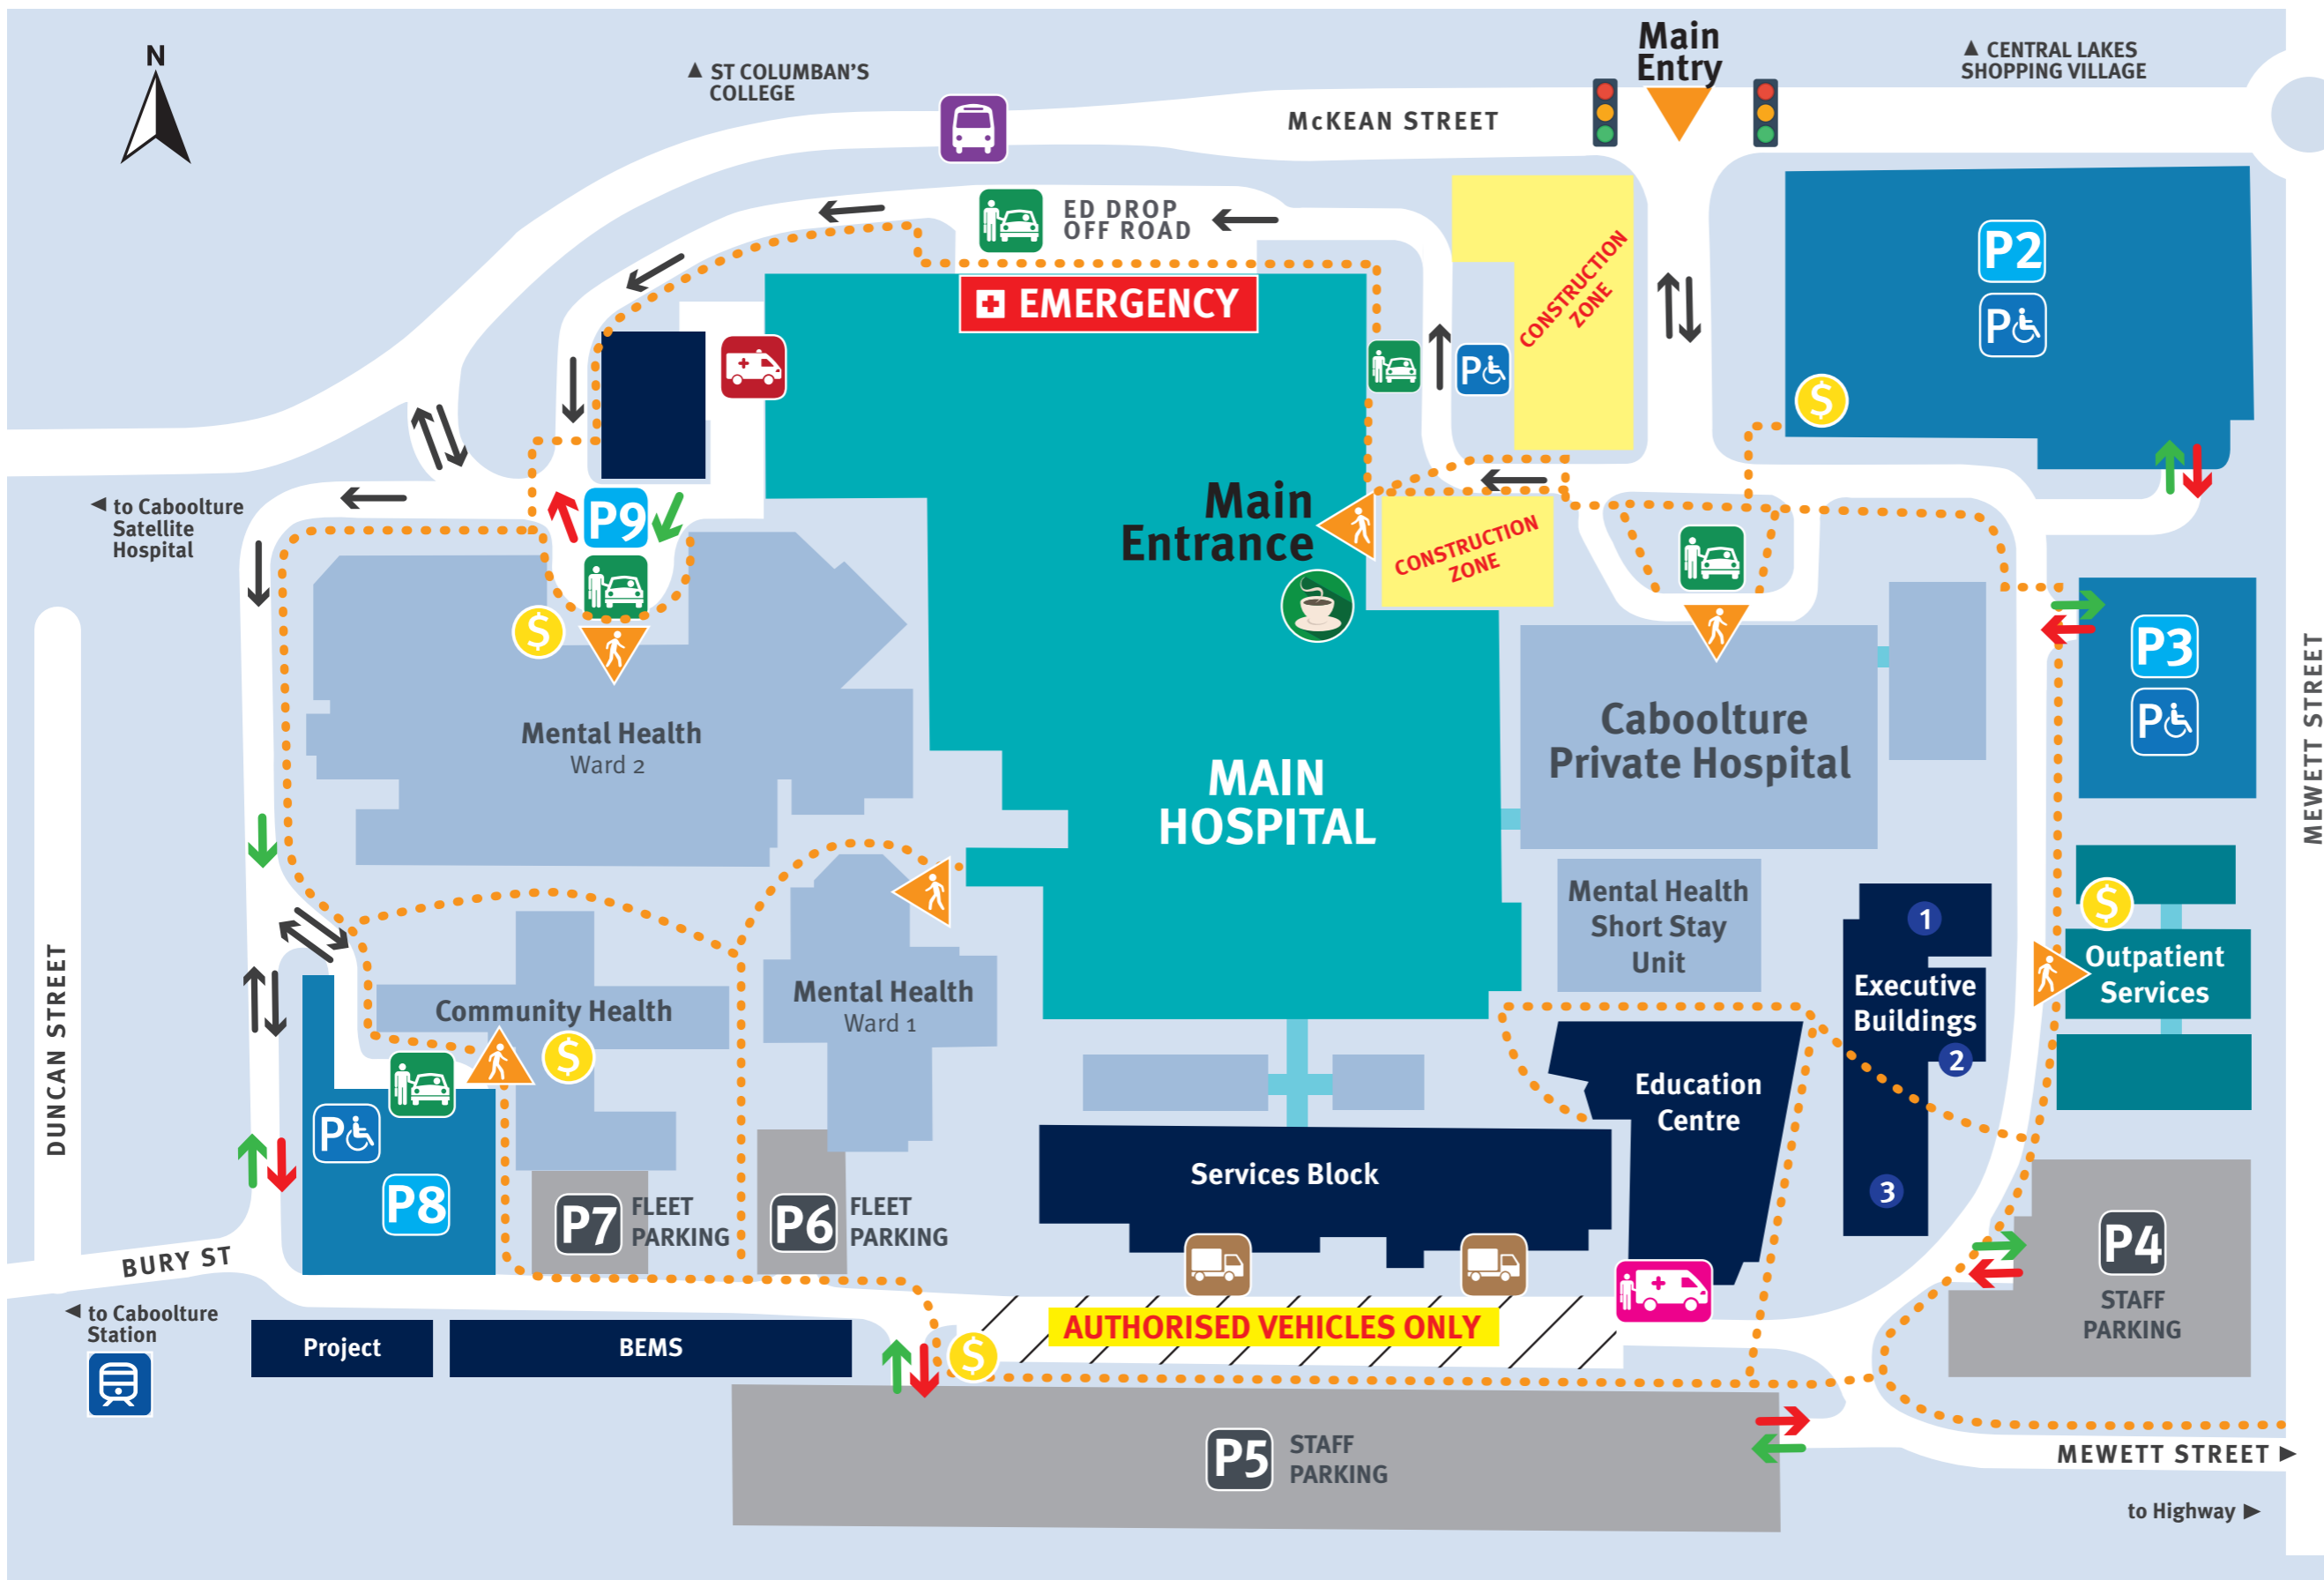 N
▲ ST COLUMBAN'S
COLLEGE
Main
Entry
▲ CENTRAL LAKES
SHOPPING VILLAGE
McKEAN STREET
ED DROP
OFF ROAD
CONSTRUCTION
ZONE
P2
P
$
EMERGENCY
P
◄ to Caboolture
Satellite
Hospital
P9
Main
Entrance
CONSTRUCTION
ZONE
$
P3
P
MEWETT STREET
Mental Health
Ward 2
MAIN
HOSPITAL
Caboolture
Private Hospital
Mental Health
Short Stay
Unit
1
Executive
Buildings
2
3
$
Outpatient
Services
DUNCAN STREET
Community Health
$
Mental Health
Ward 1
P
P8
P7
FLEET
PARKING
P6
FLEET
PARKING
Services Block
Education
Centre
P4
STAFF
PARKING
BURY ST
◄ to Caboolture
Station
Project
BEMS
$
AUTHORISED VEHICLES ONLY
P5
STAFF
PARKING
MEWETT STREET ►
to Highway ►